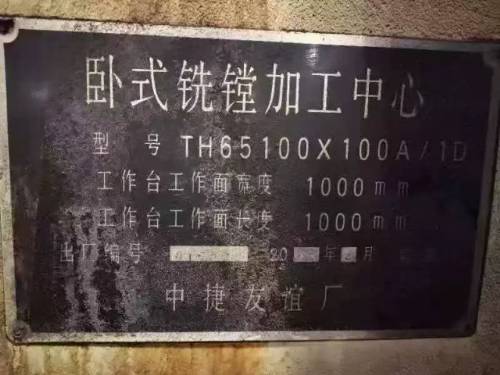 卧式铣镗加工中心
型号 TH65100X100A/1D
工作台工作面宽度 1000mm
工作台工作面长度 1000mm
出厂编号 20 年 月
中捷友谊厂